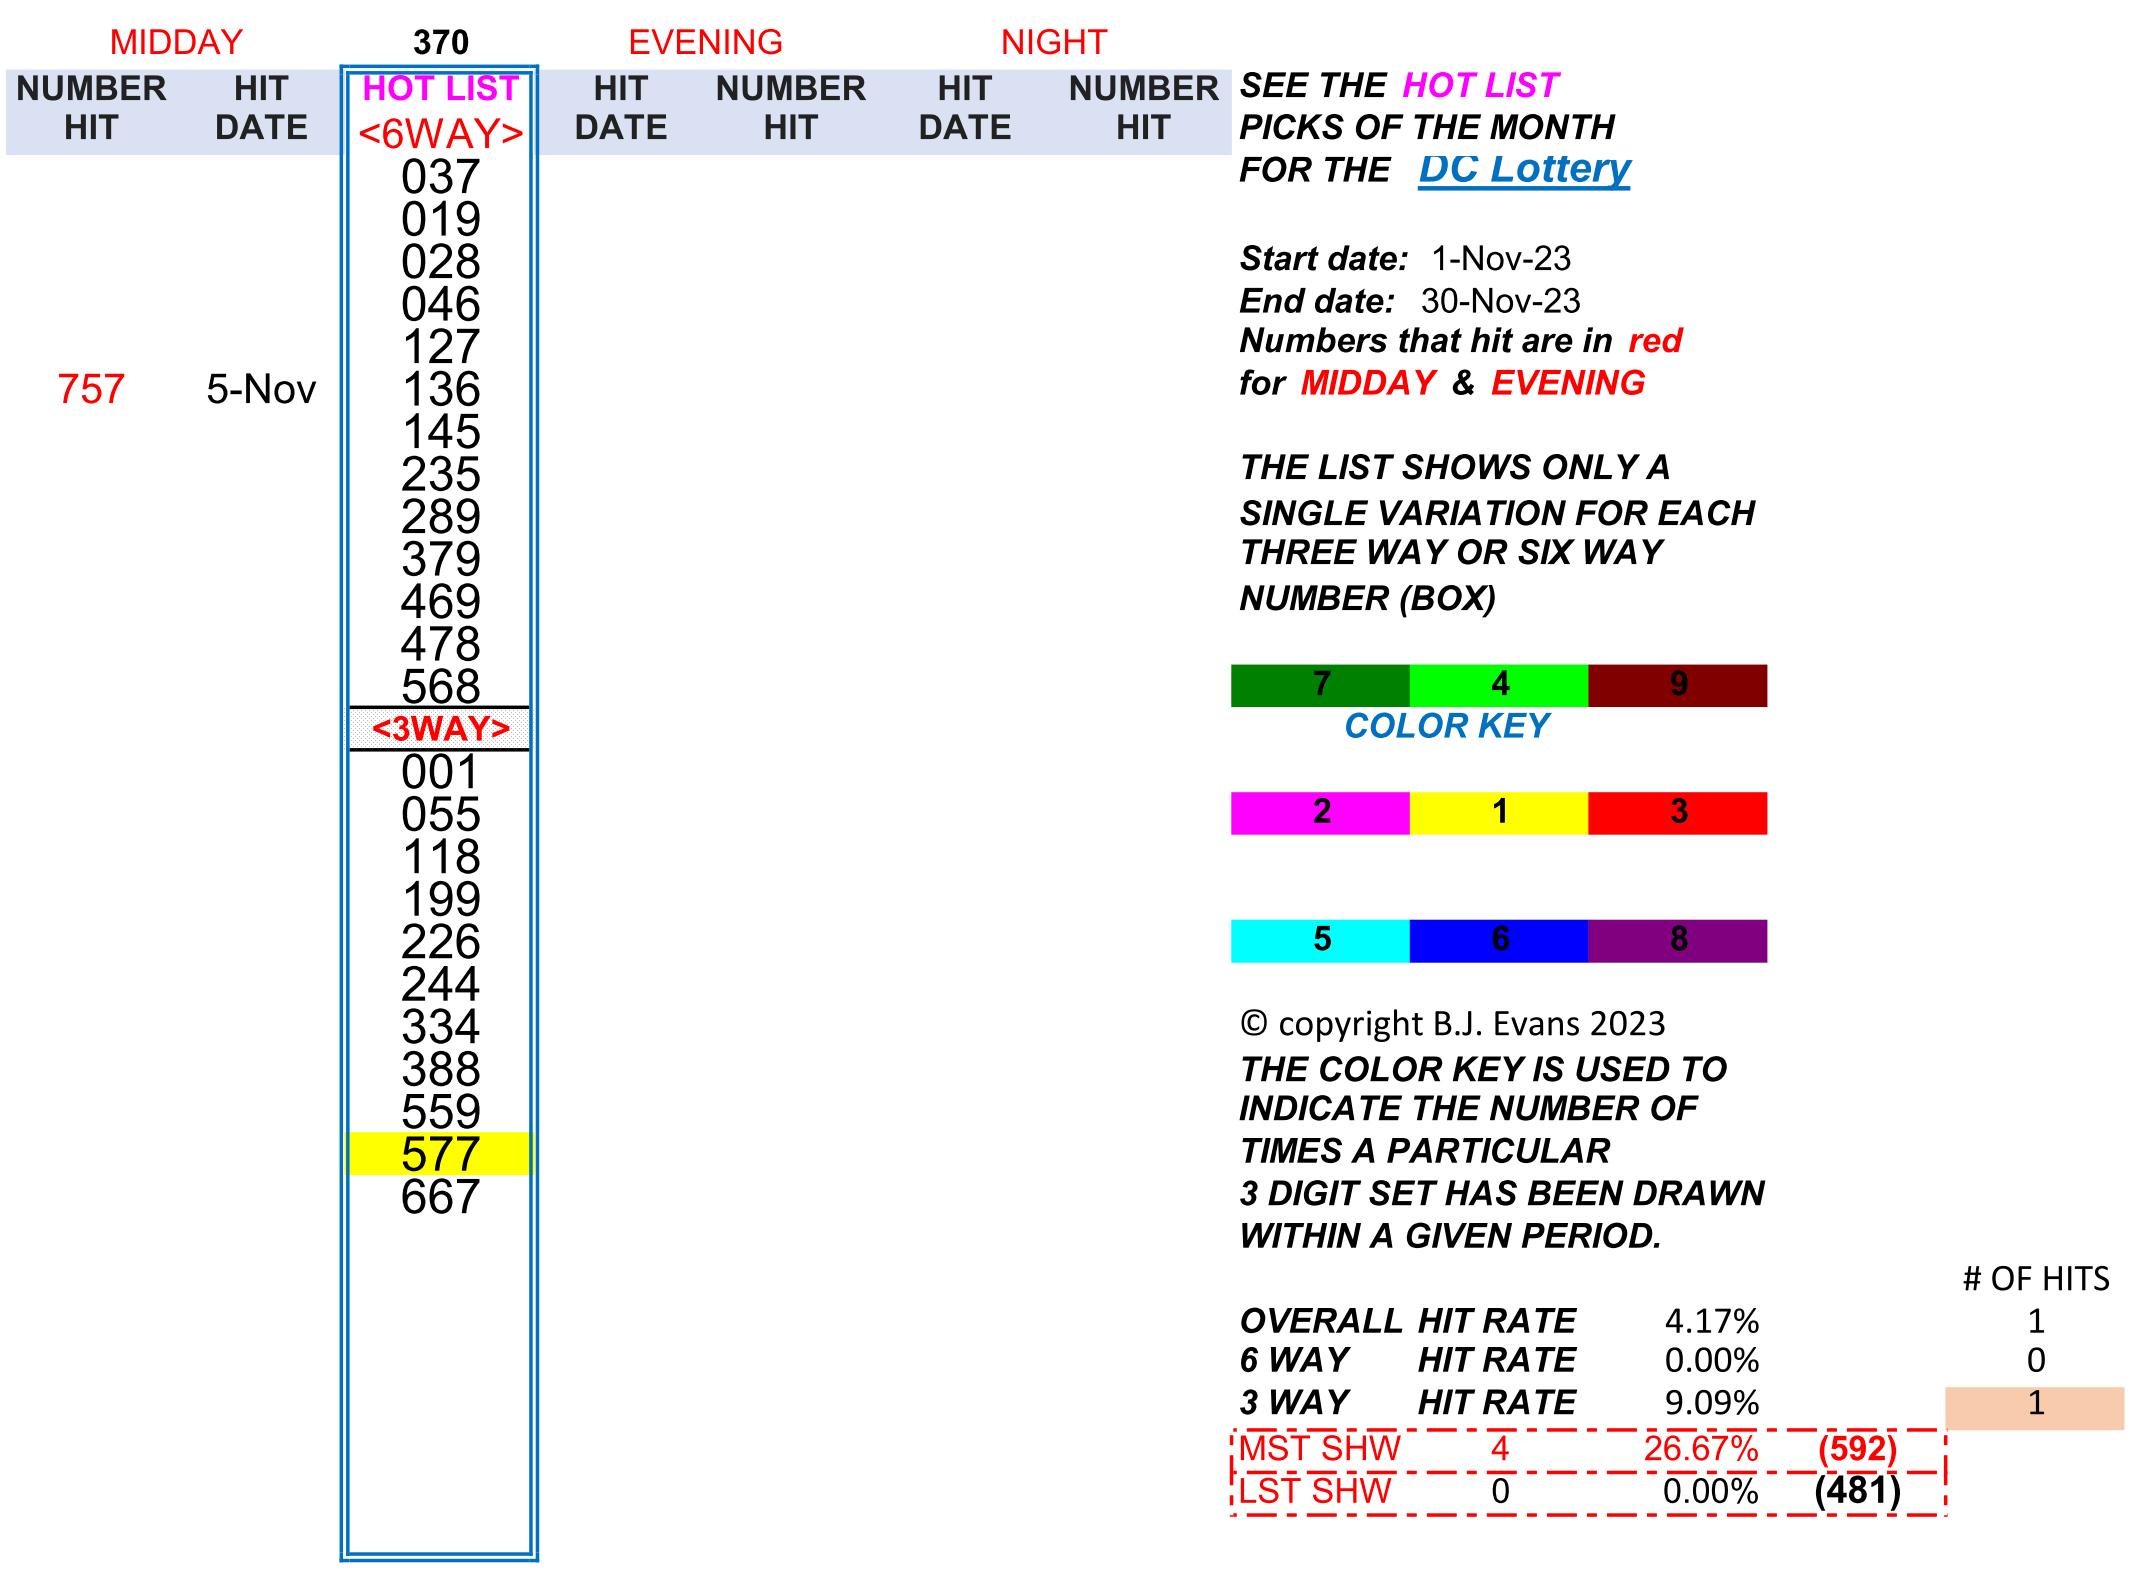 MIDDAY 370 EVENING NIGHT
NUMBER HIT HOT LIST HIT NUMBER HIT NUMBER
HIT DATE <6WAY> DATE HIT DATE HIT
037
019
028
046
127
757 5-Nov 136
145
235
289
379
469
478
568
<3WAY>
001
055
118
199
226
244
334
388
559
577
667
SEE THE HOT LIST
PICKS OF THE MONTH
FOR THE DC Lottery
Start date: 1-Nov-23
End date: 30-Nov-23
Numbers that hit are in red
for MIDDAY & EVENING
THE LIST SHOWS ONLY A
SINGLE VARIATION FOR EACH
THREE WAY OR SIX WAY
NUMBER (BOX)
7 4 9
COLOR KEY
2 1 3
5 6 8
© copyright B.J. Evans 2023
THE COLOR KEY IS USED TO
INDICATE THE NUMBER OF
TIMES A PARTICULAR
3 DIGIT SET HAS BEEN DRAWN
WITHIN A GIVEN PERIOD.
# OF HITS
OVERALL HIT RATE 4.17% 1
6 WAY HIT RATE 0.00% 0
3 WAY HIT RATE 9.09% 1
MST SHW 4 26.67% (592)
LST SHW 0 0.00% (481)